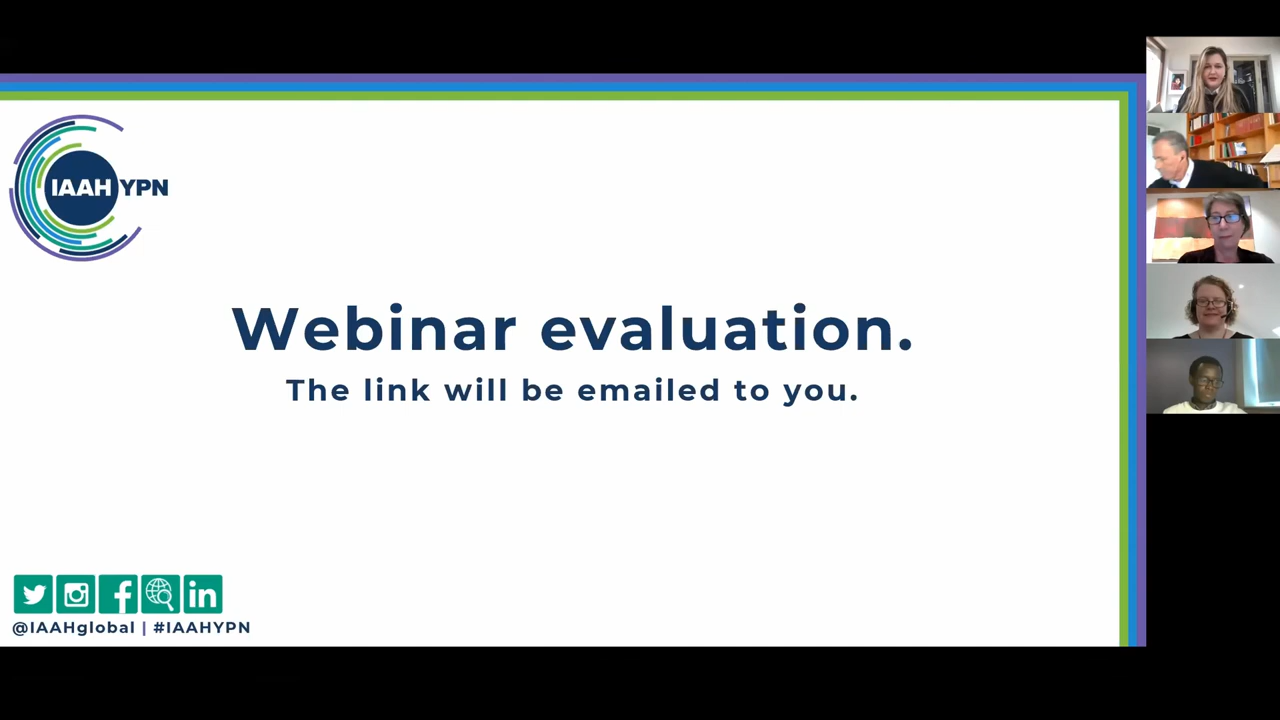 IAAH YPN
Webinar evaluation.
The link will be emailed to you.
@IAAHglobal | #IAAHYPN